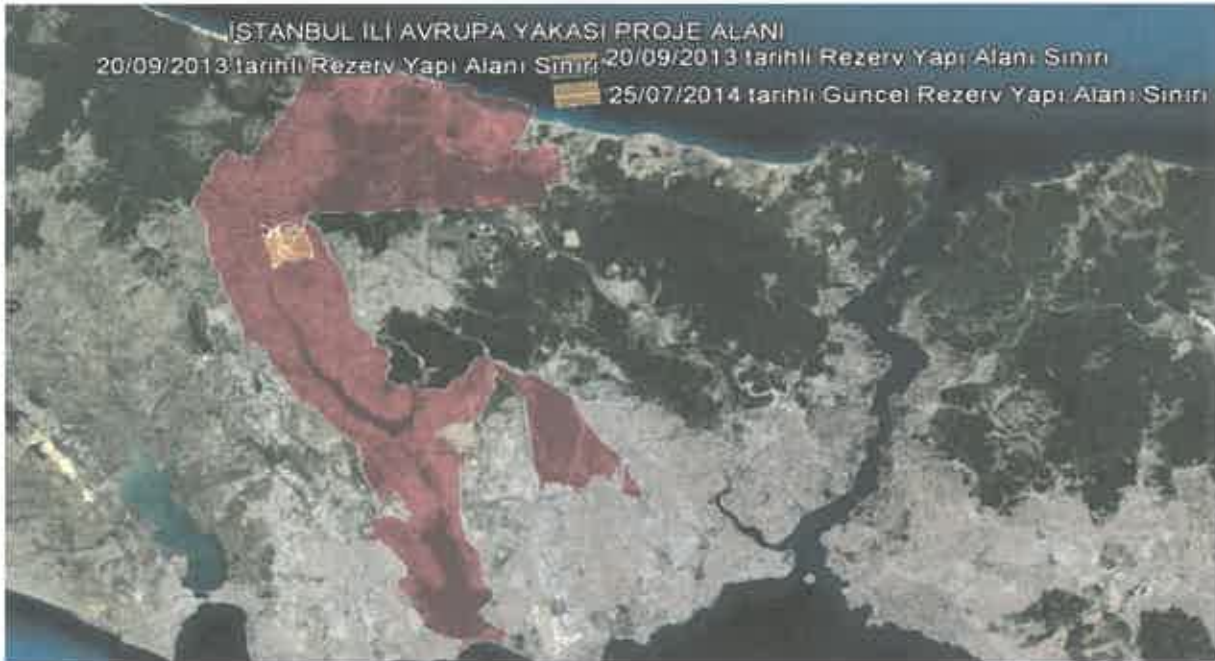 İSTANBUL İLİ AVRUPA YAKASI PROJE ALANI
20/09/2013 tarihli Rezerv Yapı Alanı Sınırı
20/09/2013 tarihli Rezerv Yapı Alanı Sınırı
25/07/2014 tarihli Güncel Rezerv Yapı Alanı Sınırı